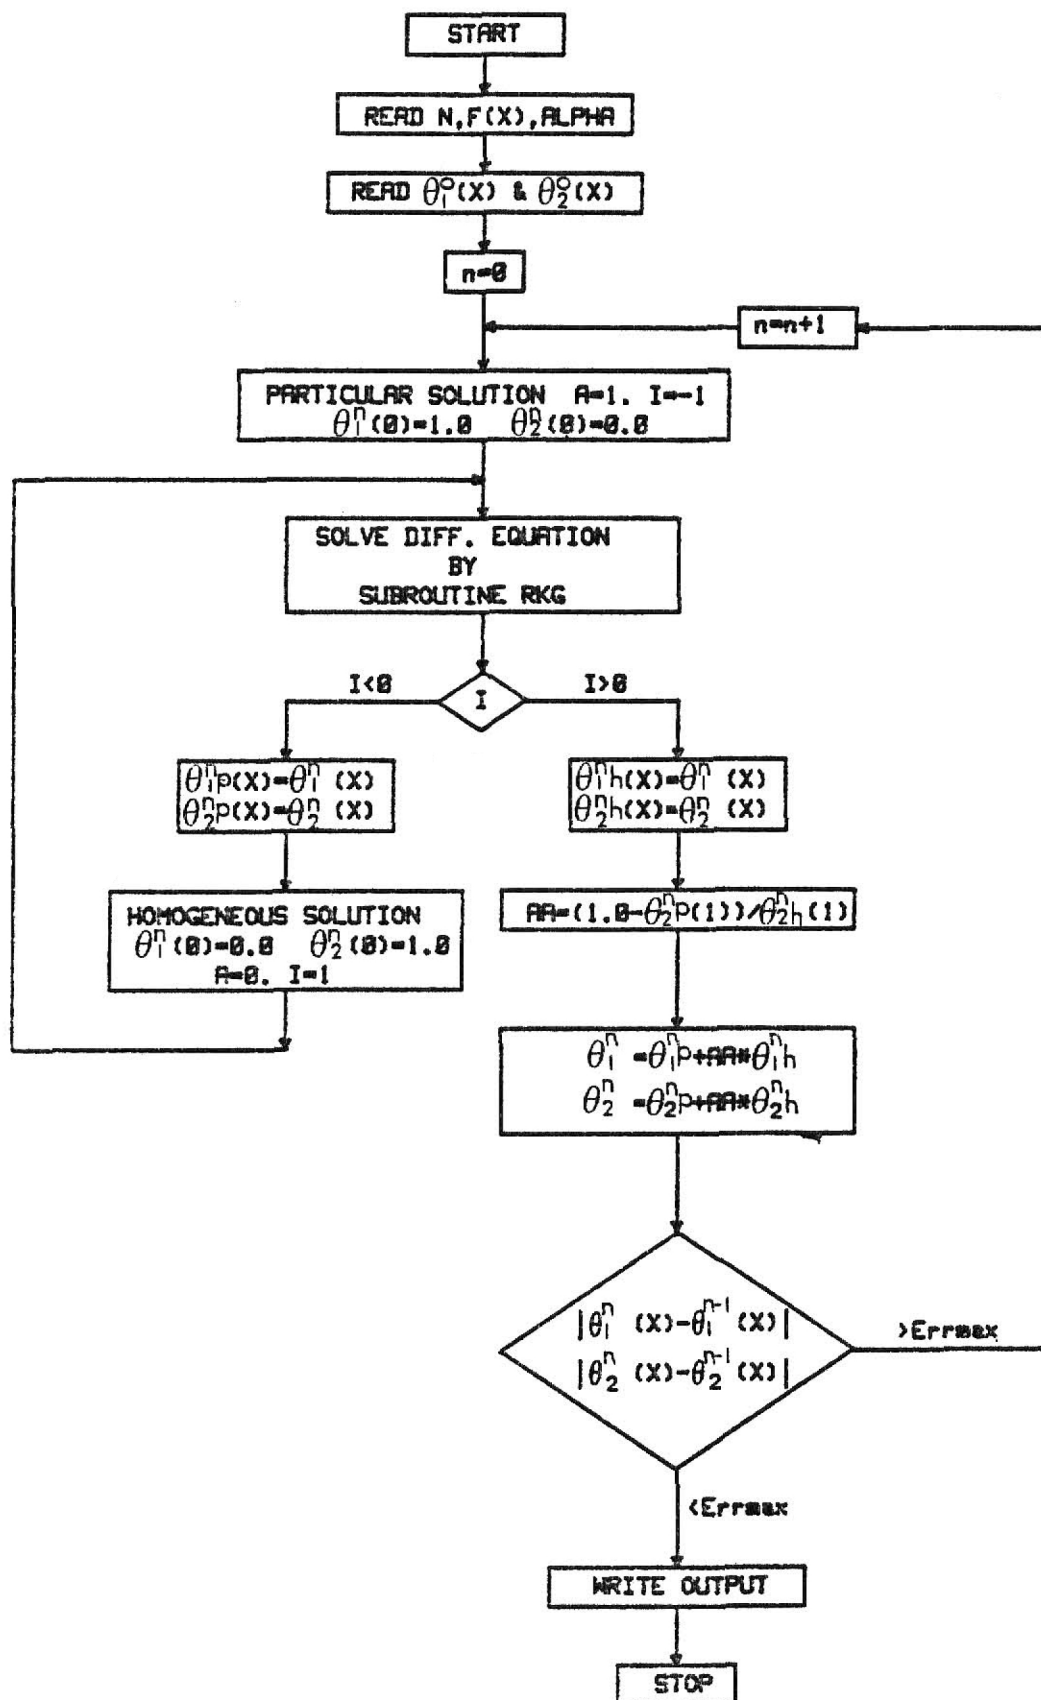 START
READ N,F(X),ALPHA
READ θ₁⁰(X) & θ₂⁰(X)
n=0
n=n+1
PARTICULAR SOLUTION A=1. I=-1
θ₁ⁿ(0)=1.0 θ₂ⁿ(0)=0.0
SOLVE DIFF. EQUATION
BY
SUBROUTINE RKG
I<0
I
I>0
θ₁ⁿp(X)=θ₁ⁿ (X)
θ₂ⁿp(X)=θ₂ⁿ (X)
θ₁ⁿh(X)=θ₁ⁿ (X)
θ₂ⁿh(X)=θ₂ⁿ (X)
HOMOGENEOUS SOLUTION
θ₁ⁿ(0)=0.0 θ₂ⁿ(0)=1.0
A=0. I=1
AA=(1.0-θ₂ⁿp(1))/θ₂ⁿh(1)
θ₁ⁿ =θ₁ⁿp+AA*θ₁ⁿh
θ₂ⁿ =θ₂ⁿp+AA*θ₂ⁿh
|θ₁ⁿ (X)-θ₁ⁿ⁻¹(X)|
|θ₂ⁿ (X)-θ₂ⁿ⁻¹(X)|
>Errmax
<Errmax
WRITE OUTPUT
STOP